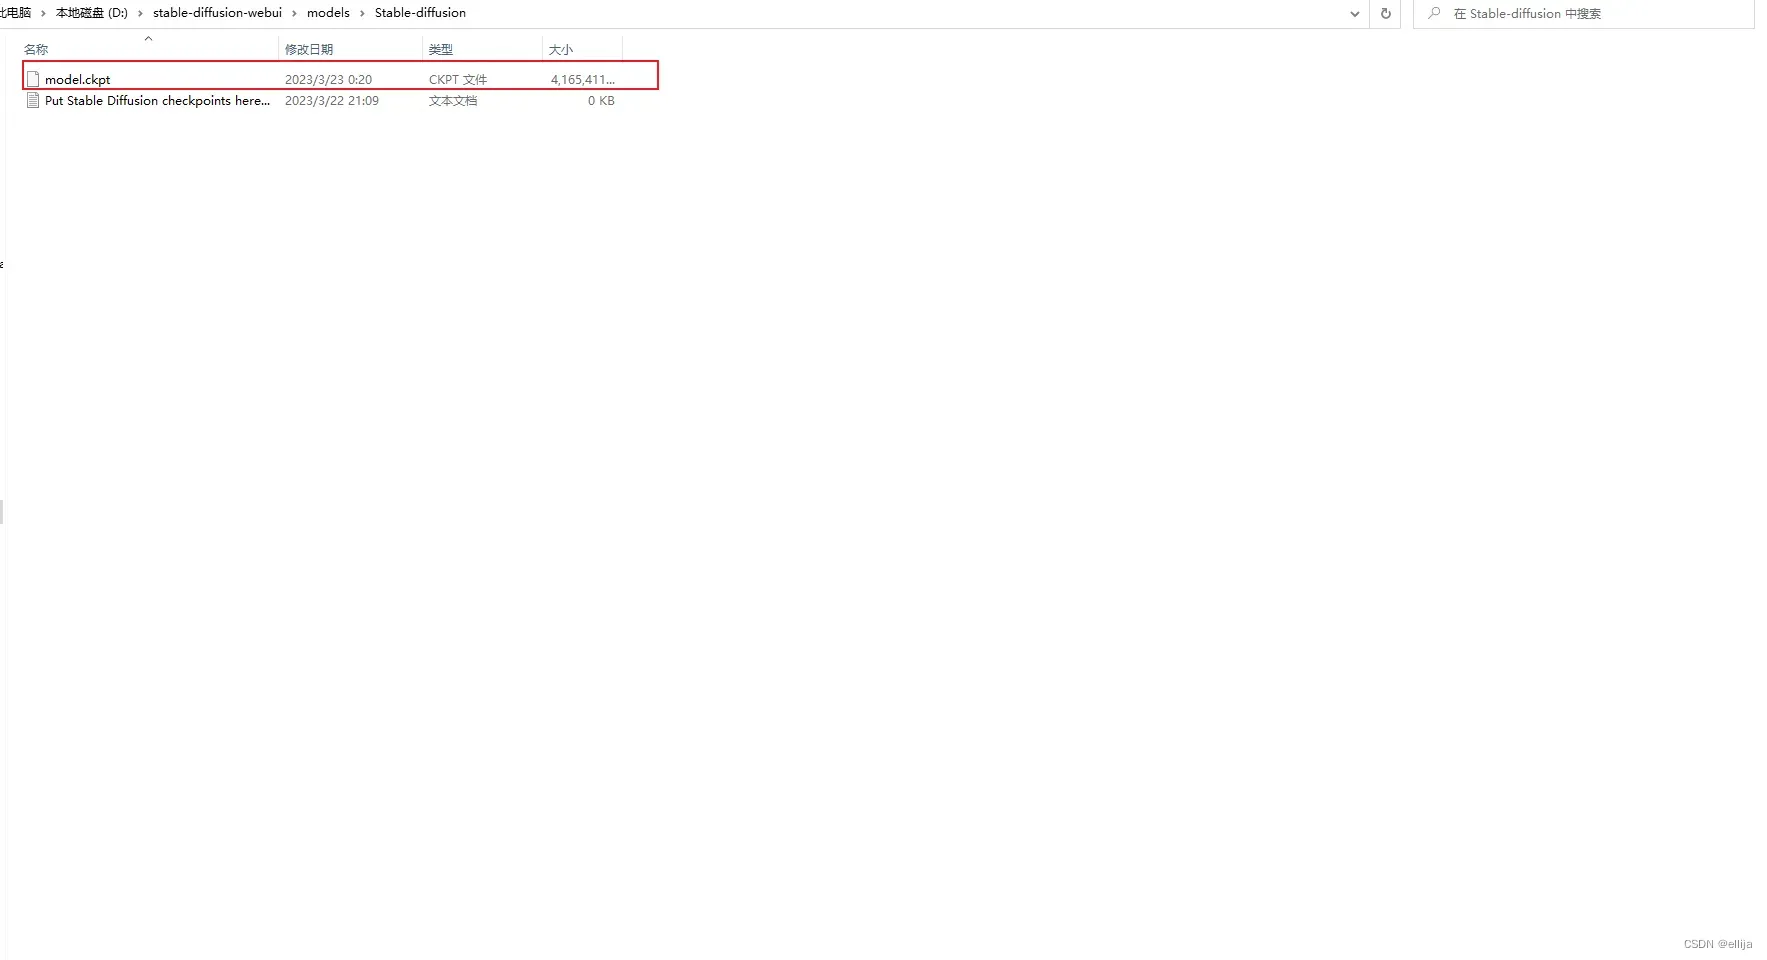 此电脑 › 本地磁盘 (D:) › stable-diffusion-webui › models › Stable-diffusion
在 Stable-diffusion 中搜索
名称 修改日期 类型 大小
model.ckpt 2023/3/23 0:20 CKPT 文件 4,165,411...
Put Stable Diffusion checkpoints here... 2023/3/22 21:09 文本文档 0 KB
CSDN @ellija